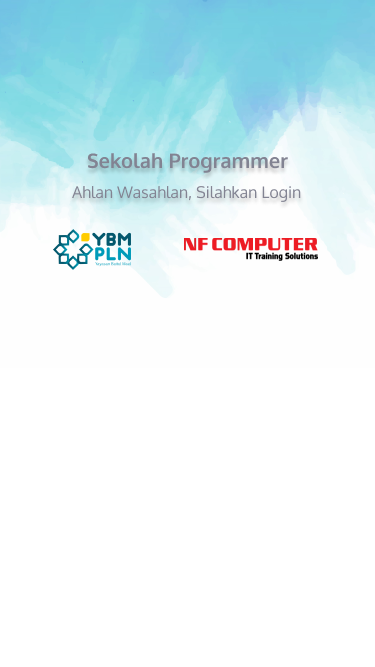 Sekolah Programmer
Ahlan Wasahlan, Silahkan Login
YBM
PLN
NF COMPUTER
IT Training Solutions